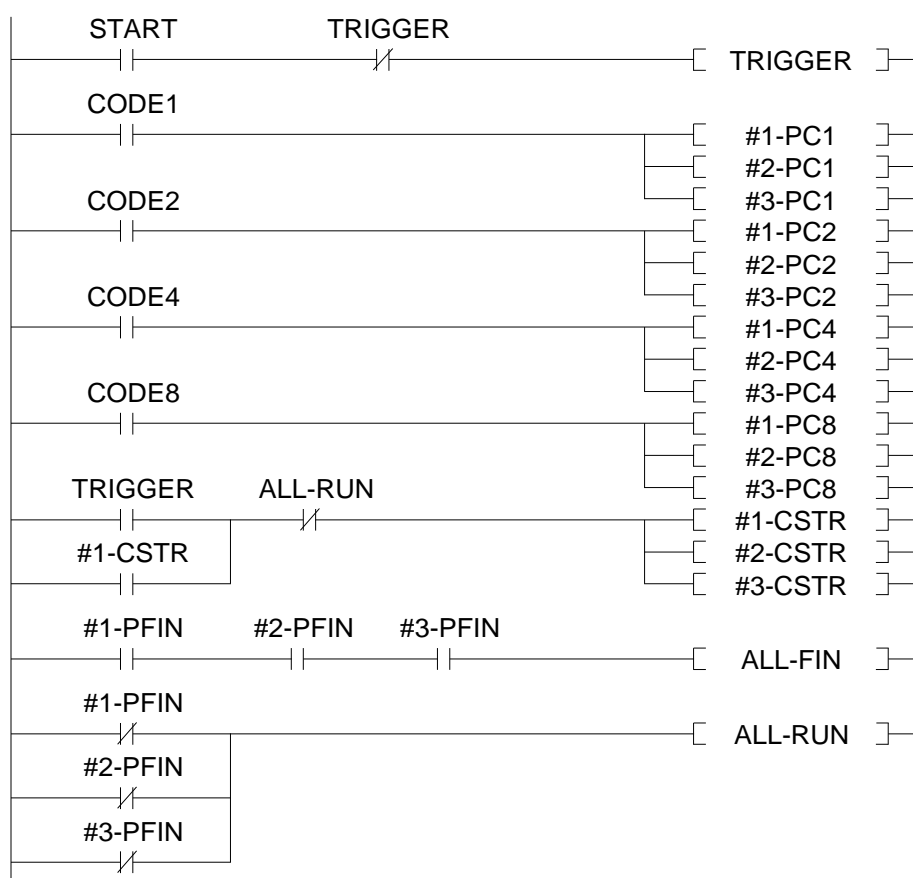 START TRIGGER
TRIGGER
CODE1
#1-PC1
#2-PC1
#3-PC1
CODE2
#1-PC2
#2-PC2
#3-PC2
CODE4
#1-PC4
#2-PC4
#3-PC4
CODE8
#1-PC8
#2-PC8
#3-PC8
TRIGGER ALL-RUN
#1-CSTR
#1-CSTR
#2-CSTR
#3-CSTR
#1-PFIN #2-PFIN #3-PFIN
ALL-FIN
#1-PFIN
ALL-RUN
#2-PFIN
#3-PFIN